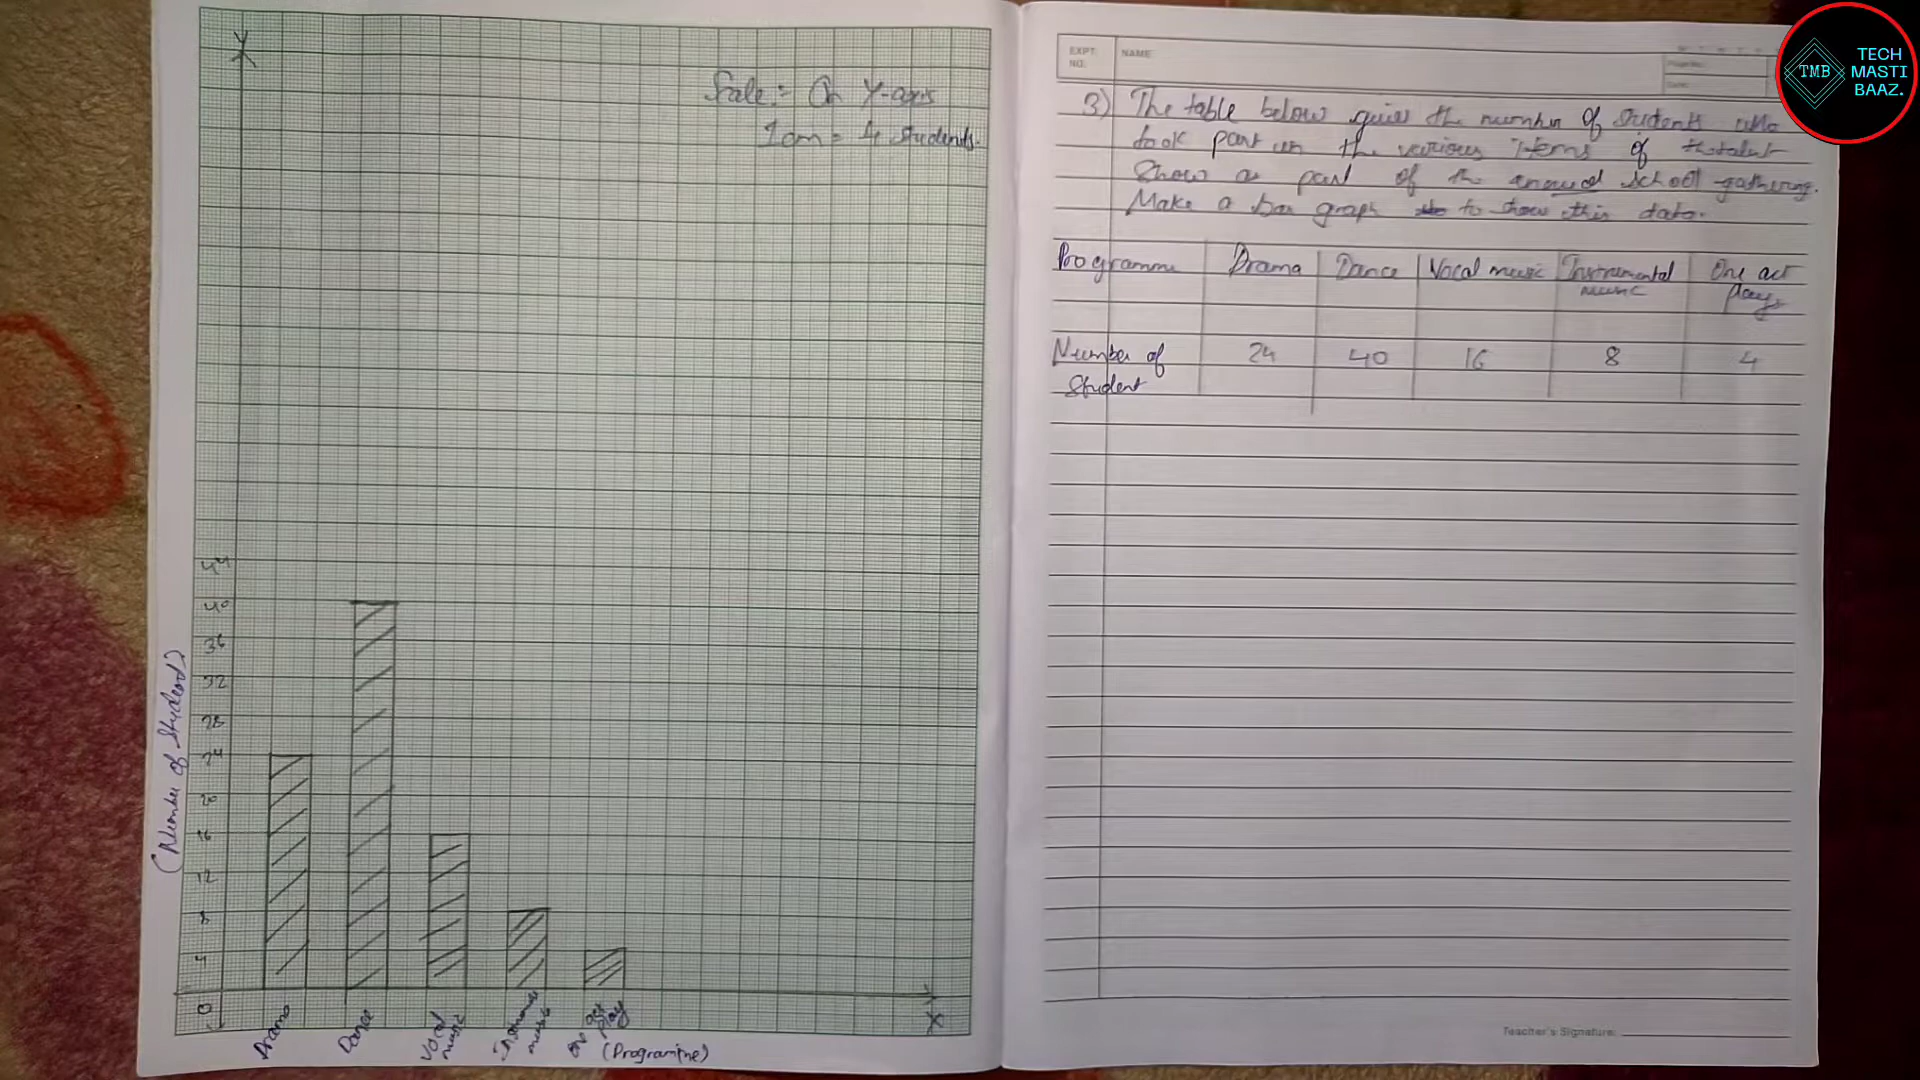 Y
Scale :- On Y-axis
1cm = 4 students.
44
40
36
32
28
24
20
16
12
8
4
0
X
(Number of Student)
Drama
Dance
Vocal music
music
One act play
(Programme)
EXPT. NO.
NAME
3) The table below gives the number of students who
took part in the various items of the talent
Show as part of the annual school gathering.
Make a bar graph to show this data.
Programme Drama Dance Vocal music Instrumental music One act plays
Number of Student 24 40 16 8 4
Teacher's Signature:
TMB
TECH
MASTI
BAAZ.